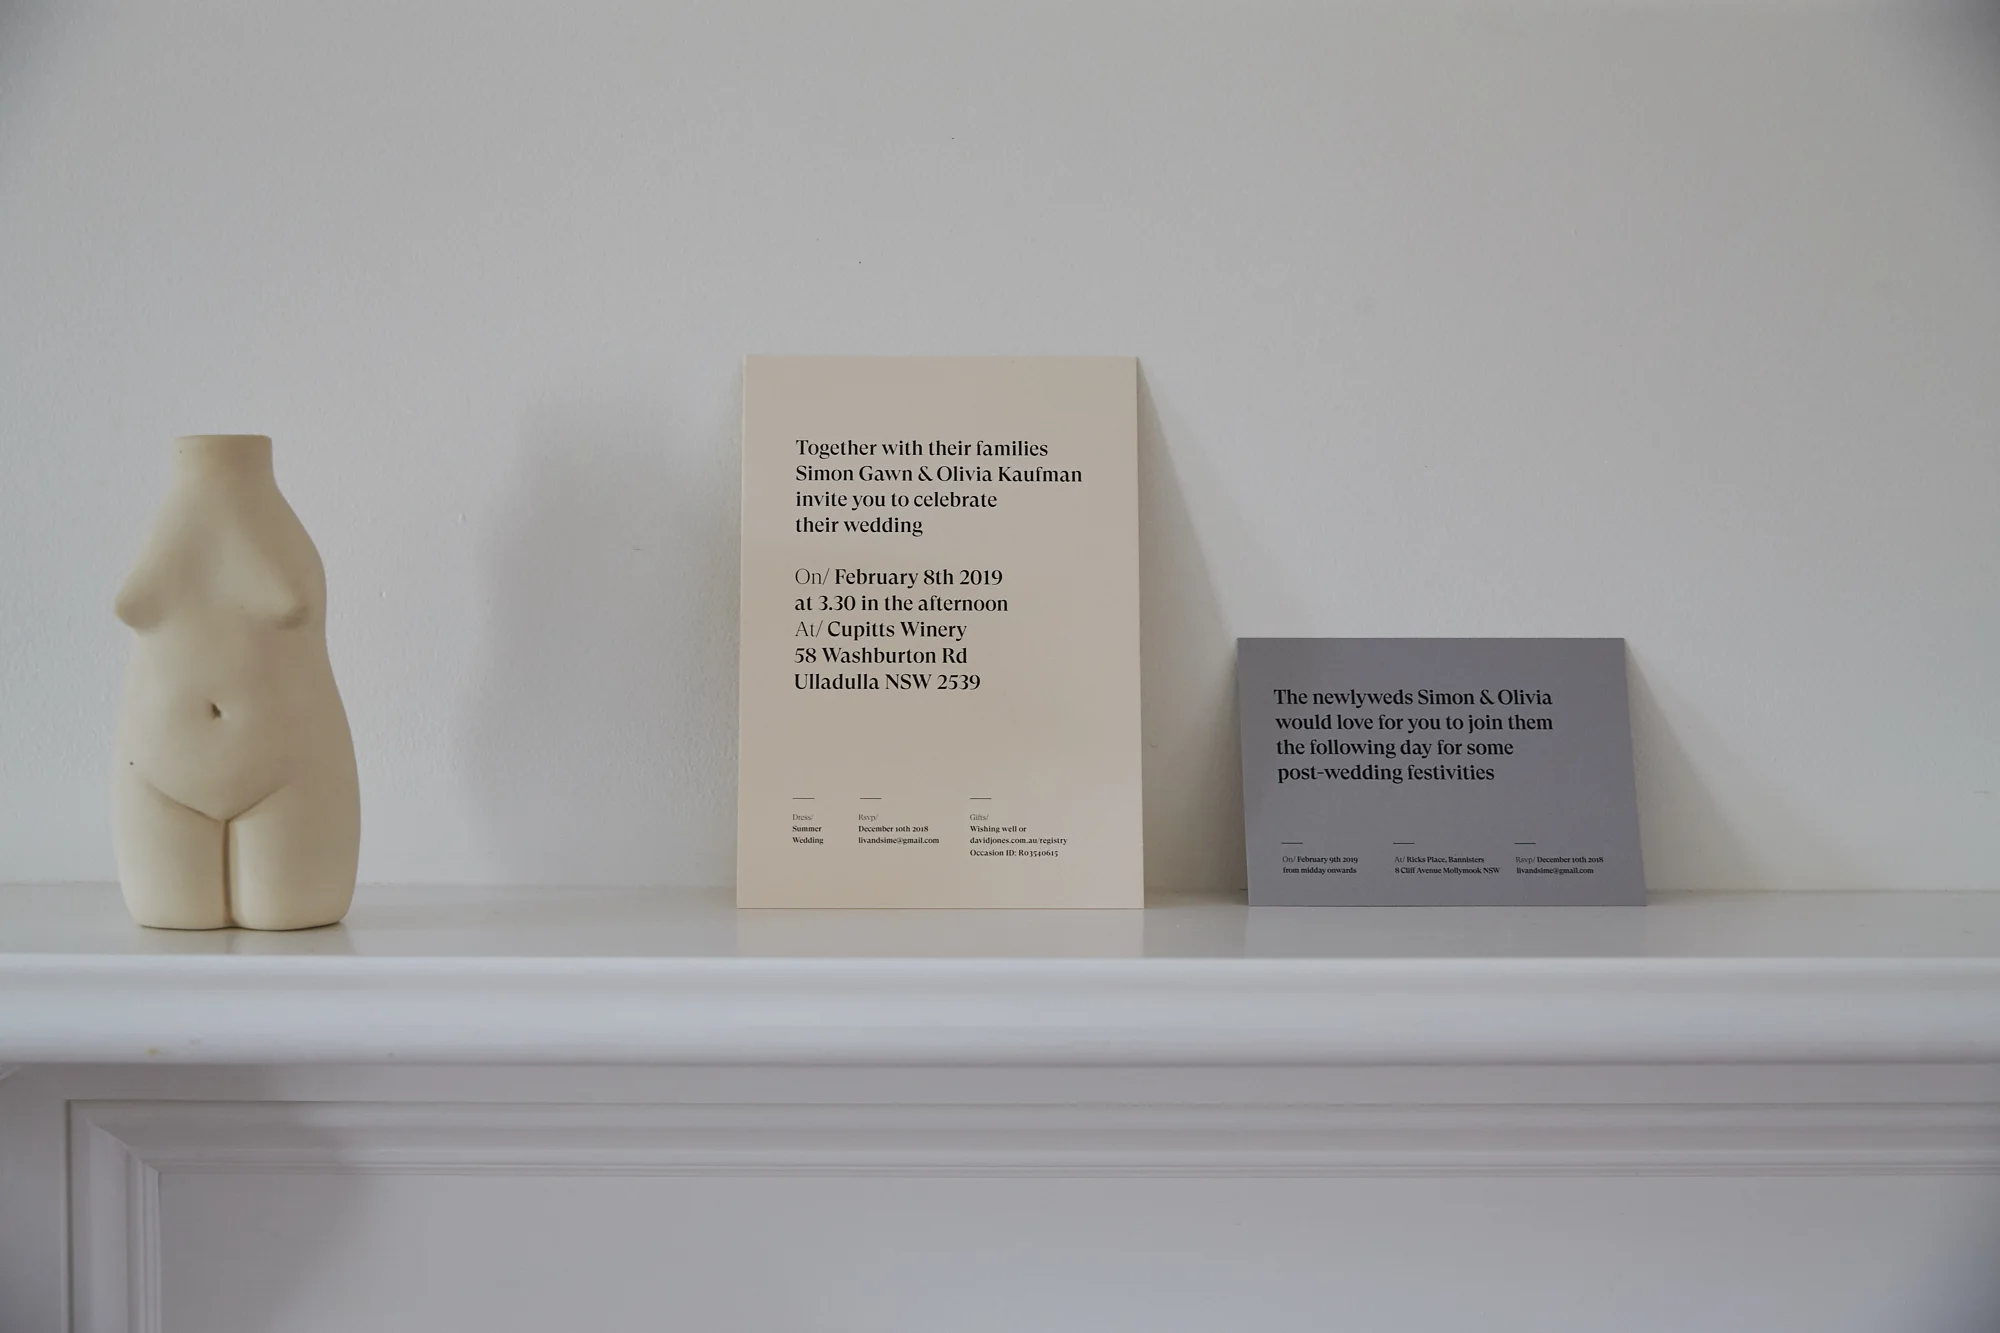 Together with their families
Simon Gawn & Olivia Kaufman
invite you to celebrate
their wedding
On/ February 8th 2019
at 3.30 in the afternoon
At/ Cupitts Winery
58 Washburton Rd
Ulladulla NSW 2539
Dress/
Summer
Wedding
Rsvp/
December 10th 2018
livandsime@gmail.com
Gifts/
Wishing well or
davidjones.com.au/registry
Occasion ID: R03540615
The newlyweds Simon & Olivia
would love for you to join them
the following day for some
post-wedding festivities
On/ February 9th 2019
from midday onwards
At/ Ricks Place, Bannisters
8 Cliff Avenue Mollymook NSW
Rsvp/ December 10th 2018
livandsime@gmail.com